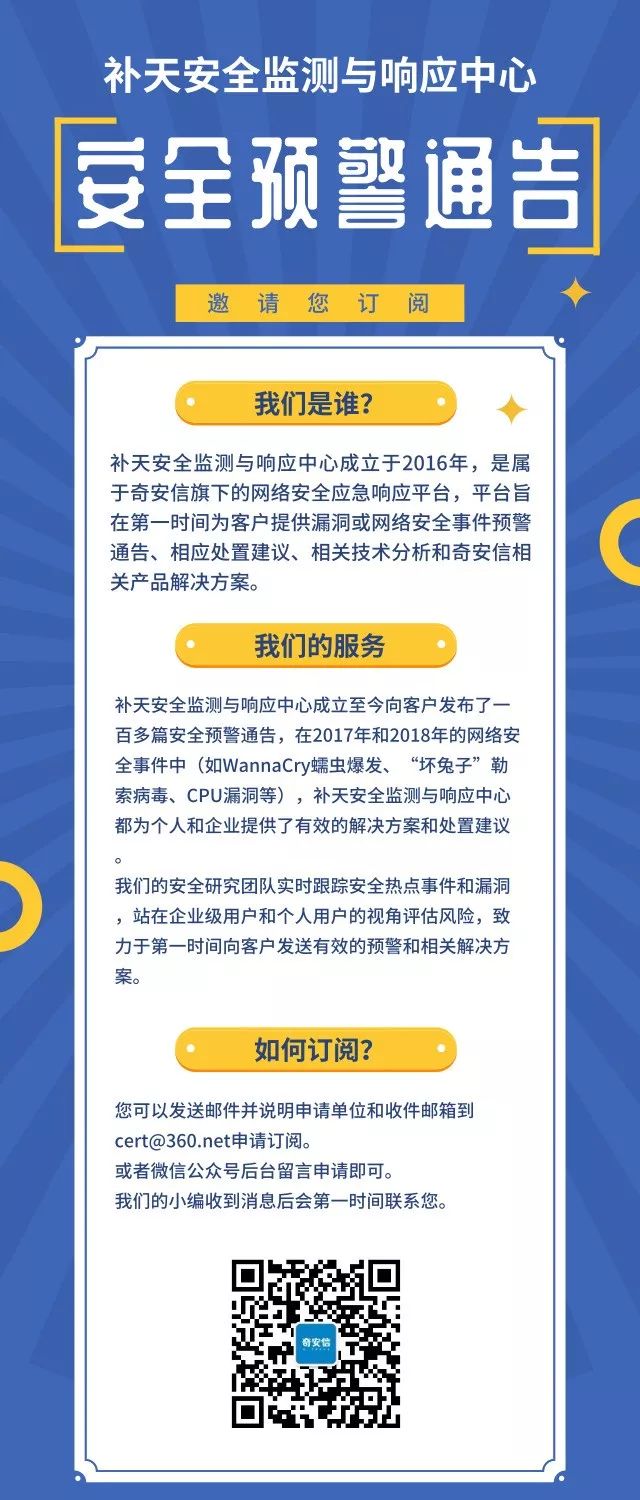 补天安全监测与响应中心
安全预警通告
邀请您订阅
我们是谁？
补天安全监测与响应中心成立于2016年，是属
于奇安信旗下的网络安全应急响应平台，平台旨
在第一时间为客户提供漏洞或网络安全事件预警
通告、相应处置建议、相关技术分析和奇安信相
关产品解决方案。
我们的服务
补天安全监测与响应中心成立至今向客户发布了一
百多篇安全预警通告，在2017年和2018年的网络安
全事件中（如WannaCry蠕虫爆发、“坏兔子”勒
索病毒、CPU漏洞等），补天安全监测与响应中心
都为个人和企业提供了有效的解决方案和处置建议
。
我们的安全研究团队实时跟踪安全热点事件和漏洞
，站在企业级用户和个人用户的视角评估风险，致
力于第一时间向客户发送有效的预警和相关解决方
案。
如何订阅？
您可以发送邮件并说明申请单位和收件邮箱到
cert@360.net申请订阅。
或者微信公众号后台留言申请即可。
我们的小编收到消息后会第一时间联系您。
奇安信